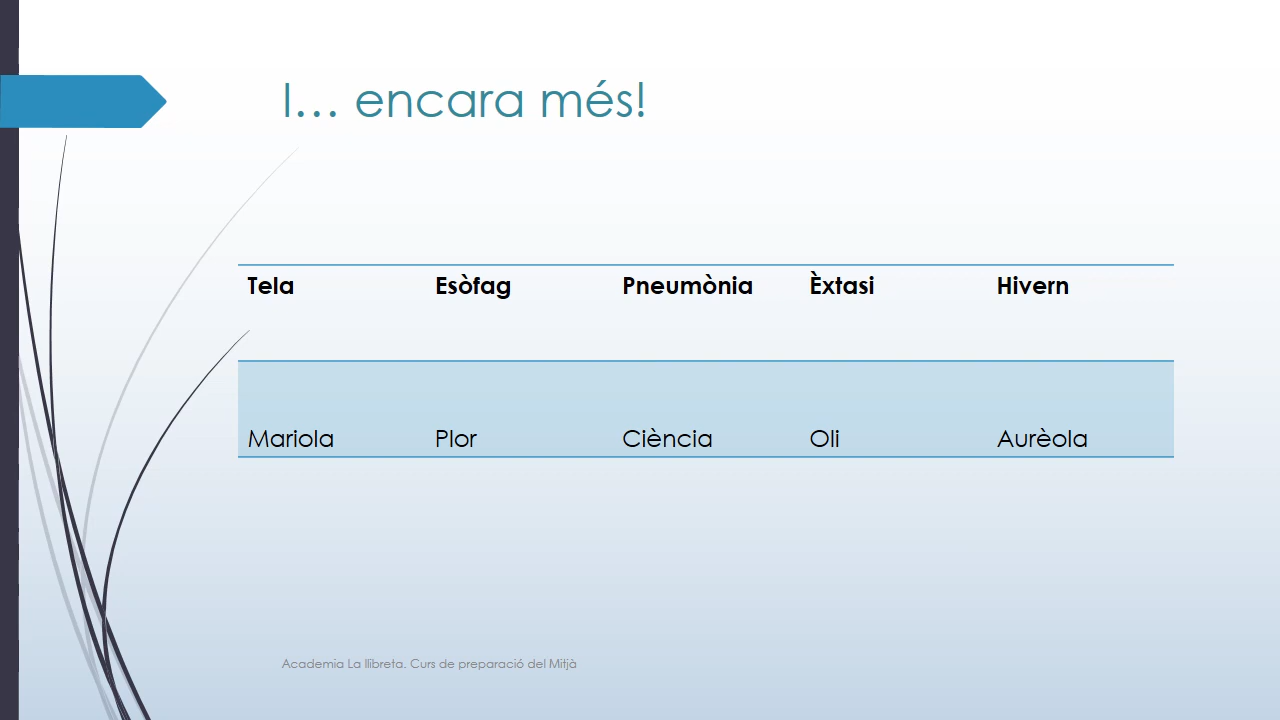 I… encara més!
Tela Esòfag Pneumònia Èxtasi Hivern
Mariola Plor Ciència Oli Aurèola
Academia La llibreta. Curs de preparació del Mitjà